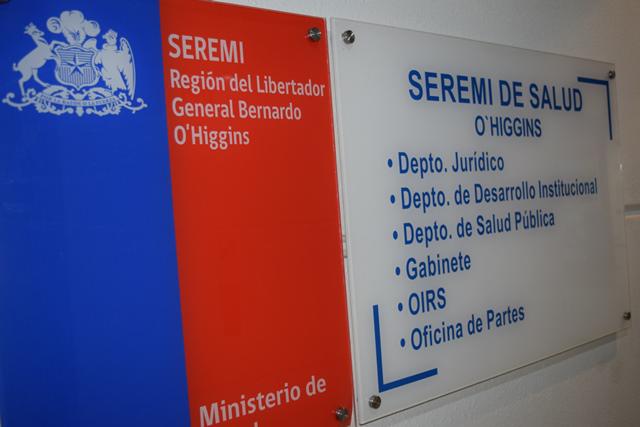 SEREMI
Región del Libertador
General Bernardo
O'Higgins
Ministerio de
SEREMI DE SALUD
O`HIGGINS
• Depto. Jurídico
• Depto. de Desarrollo Institucional
• Depto. de Salud Pública
• Gabinete
• OIRS
• Oficina de Partes